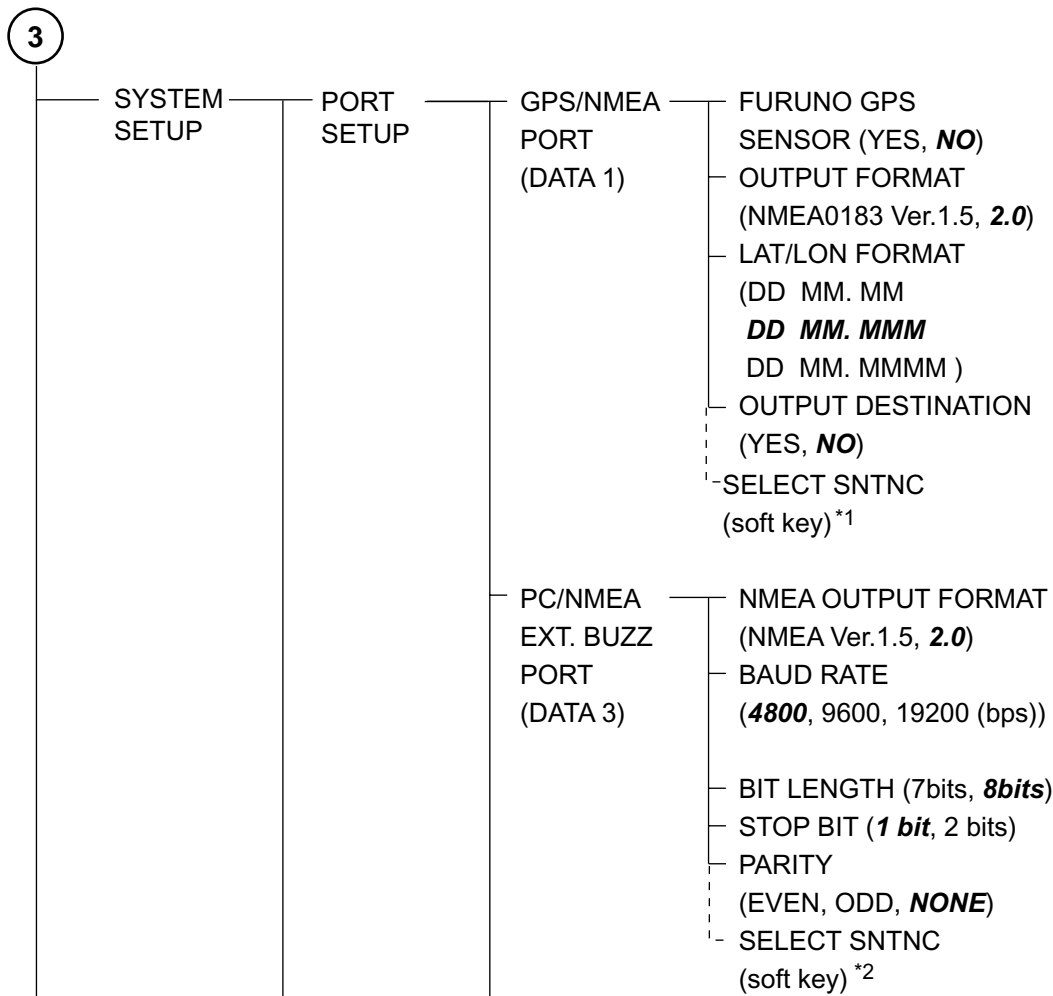 3
SYSTEM
SETUP
PORT
SETUP
GPS/NMEA
PORT
(DATA 1)
FURUNO GPS
SENSOR (YES, NO)
OUTPUT FORMAT
(NMEA0183 Ver.1.5, 2.0)
LAT/LON FORMAT
(DD MM. MM
DD MM. MMM
DD MM. MMMM )
OUTPUT DESTINATION
(YES, NO)
SELECT SNTNC
(soft key) *1
PC/NMEA
EXT. BUZZ
PORT
(DATA 3)
NMEA OUTPUT FORMAT
(NMEA Ver.1.5, 2.0)
BAUD RATE
(4800, 9600, 19200 (bps))
BIT LENGTH (7bits, 8bits)
STOP BIT (1 bit, 2 bits)
PARITY
(EVEN, ODD, NONE)
SELECT SNTNC
(soft key) *2